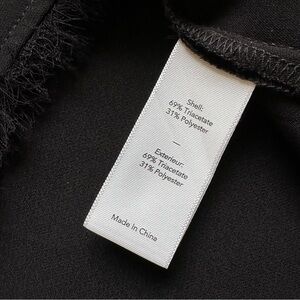 Shell:
69% Triacetate
31% Polyester
–
Exterieur:
69% Triacetate
31% Polyester
Made In China